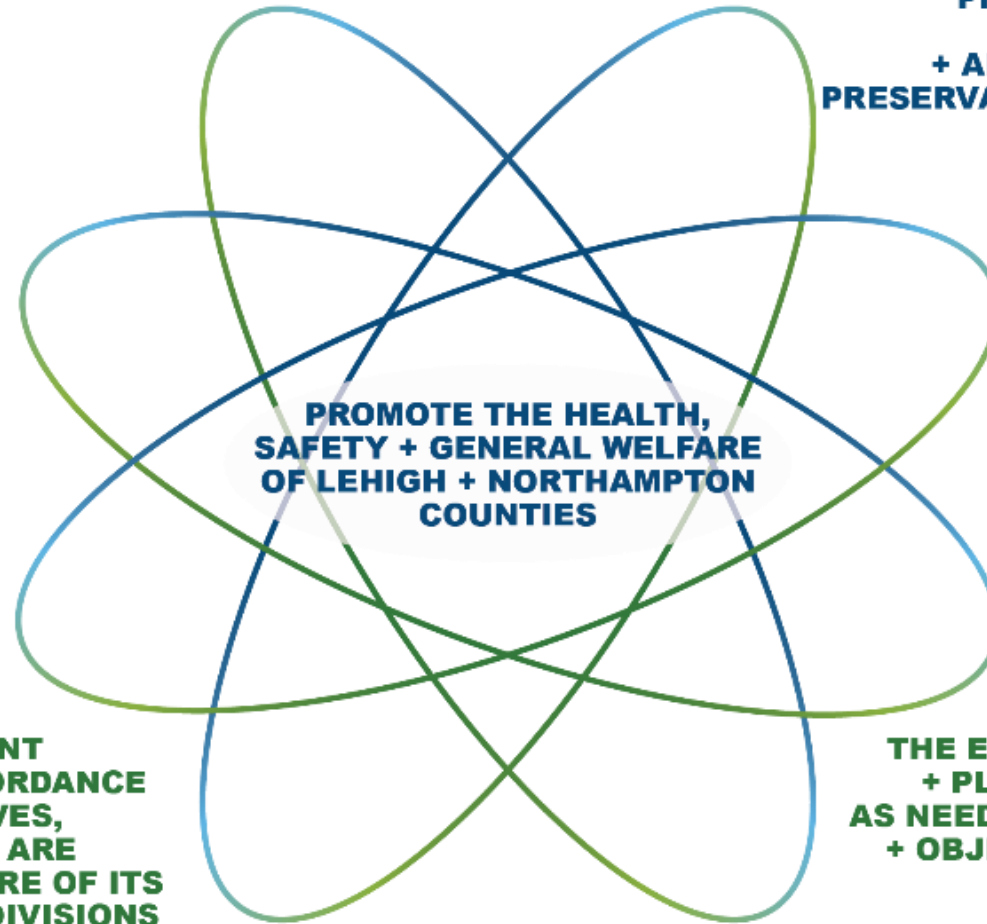 +
PRESERVA
PROMOTE THE HEALTH,
SAFETY + GENERAL WELFARE
OF LEHIGH + NORTHAMPTON
COUNTIES
NT
ORDANCE
VES,
ARE
RE OF ITS
DIVISIONS
THE E
+ PL
AS NEED
+ OBJ